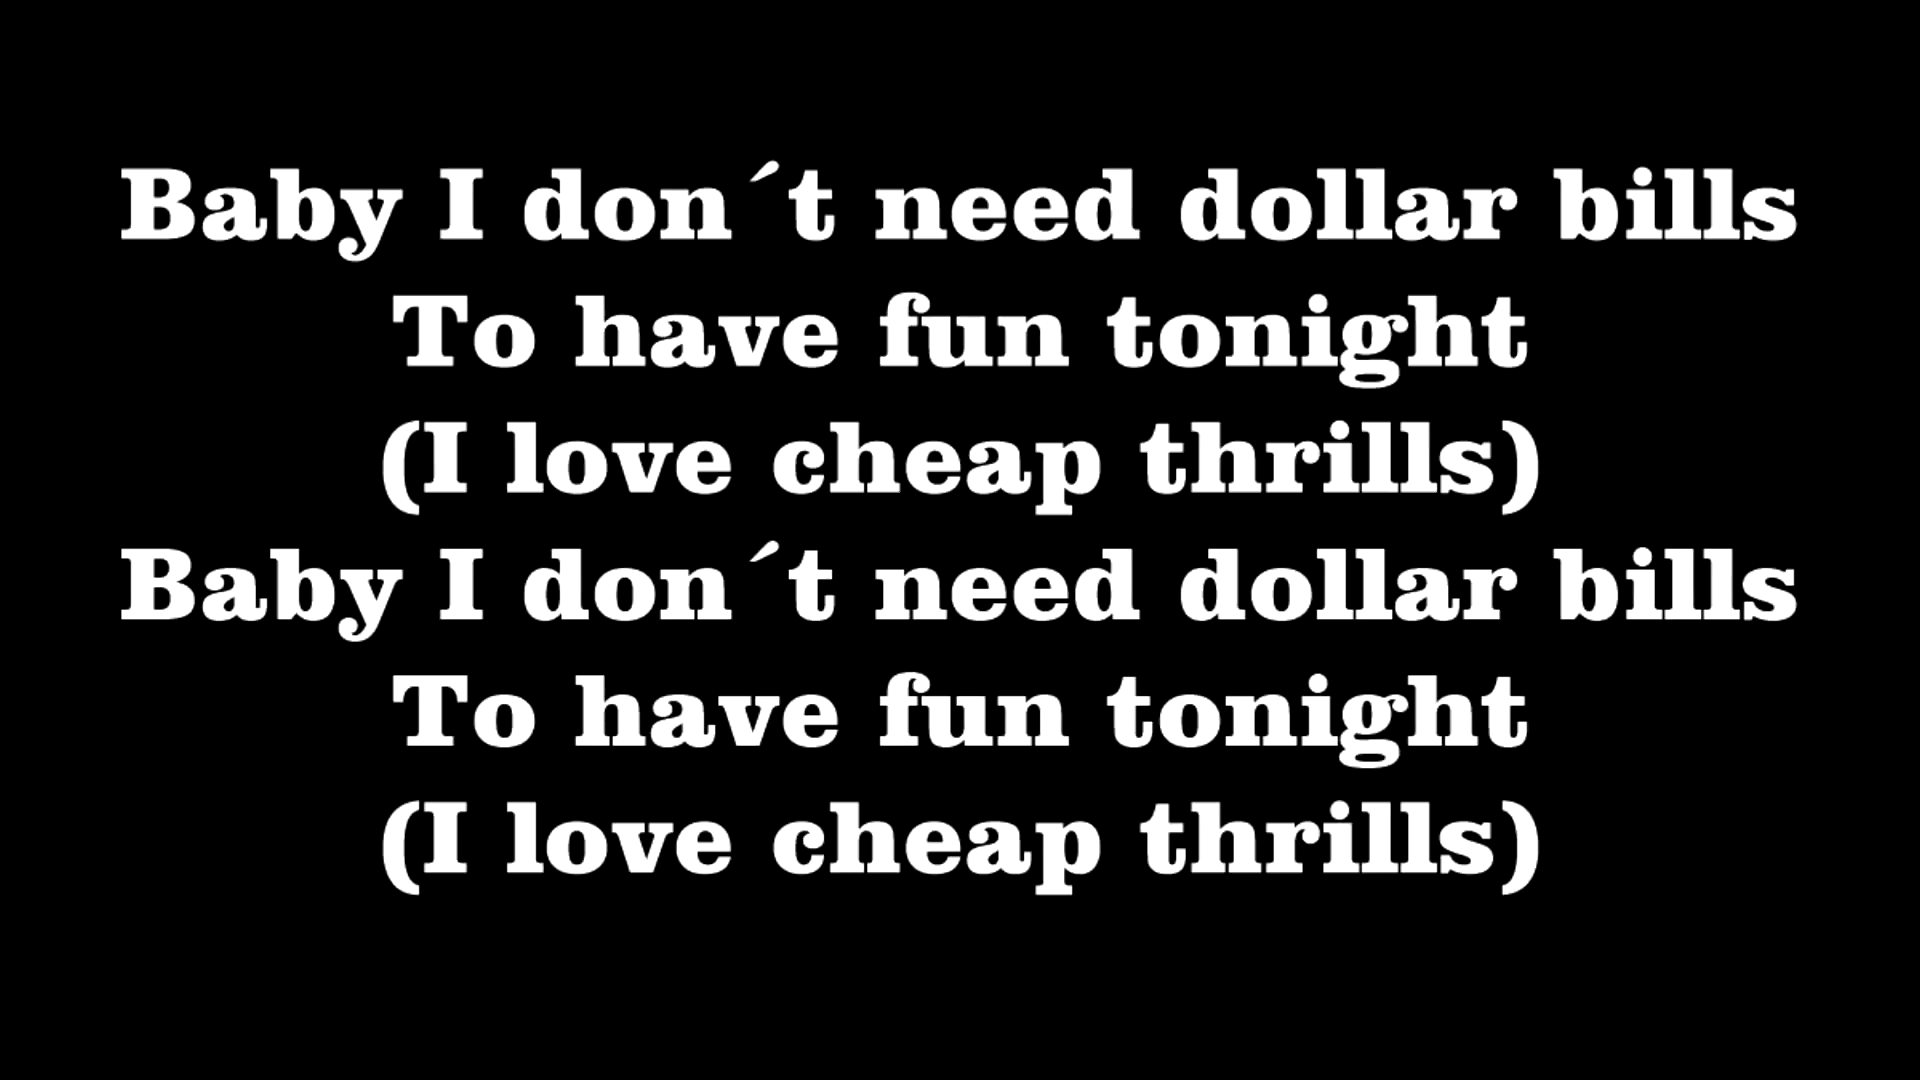 Baby I don´t need dollar bills
To have fun tonight
(I love cheap thrills)
Baby I don´t need dollar bills
To have fun tonight
(I love cheap thrills)